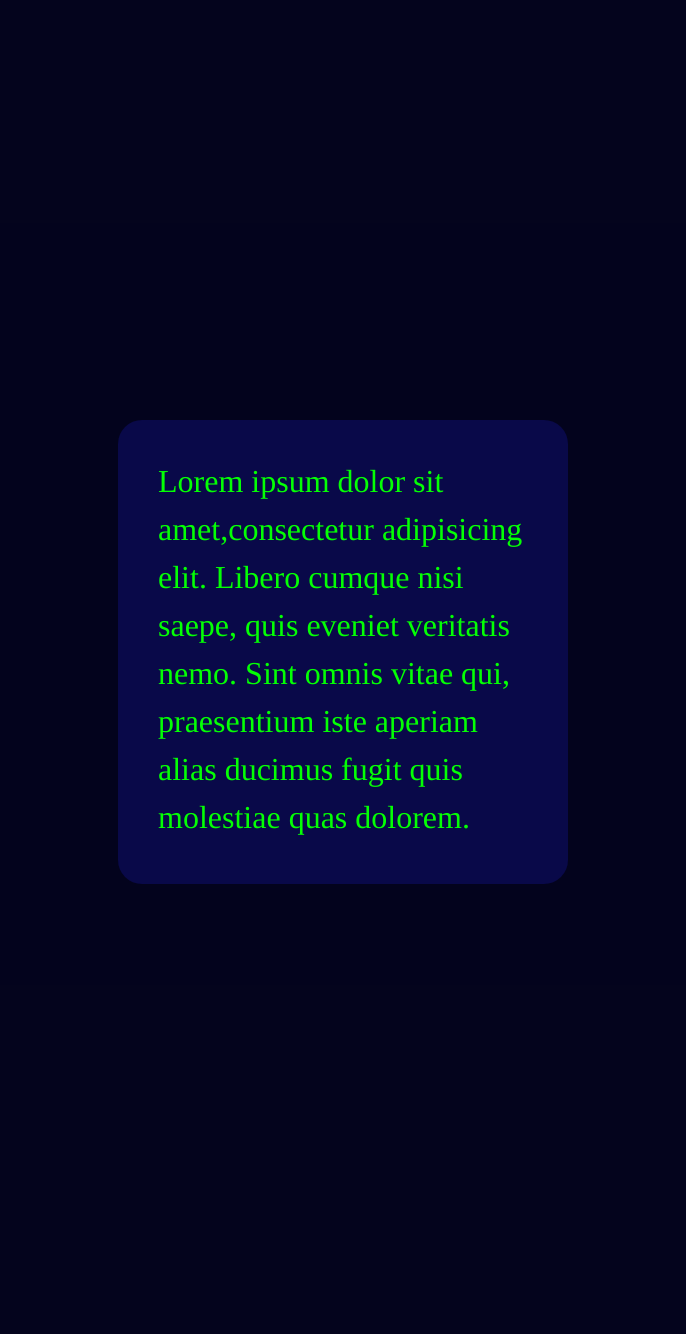 Lorem ipsum dolor sit
amet,consectetur adipisicing
elit. Libero cumque nisi
saepe, quis eveniet veritatis
nemo. Sint omnis vitae qui,
praesentium iste aperiam
alias ducimus fugit quis
molestiae quas dolorem.